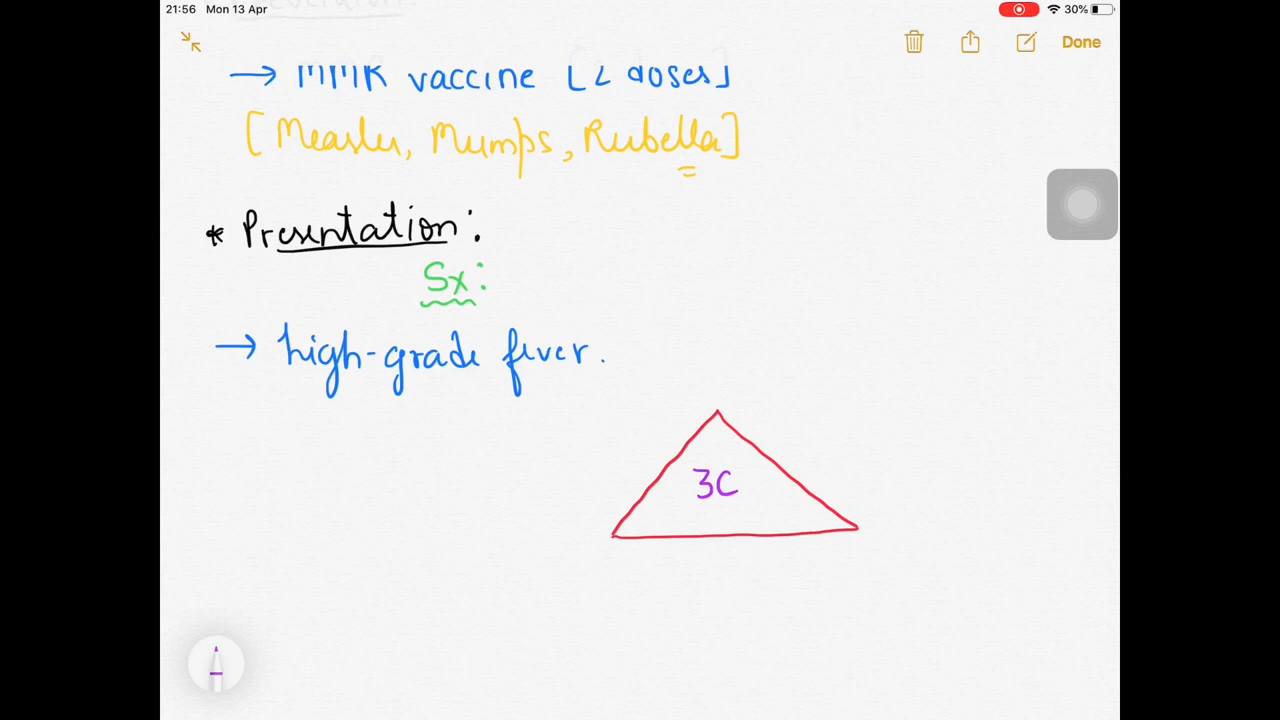 21:56 Mon 13 Apr 30%
Done
→ MMR vaccine [2 doses]
[Measles, Mumps, Rubella]
* Presentation:
Sx:
→ high-grade fever.
3C